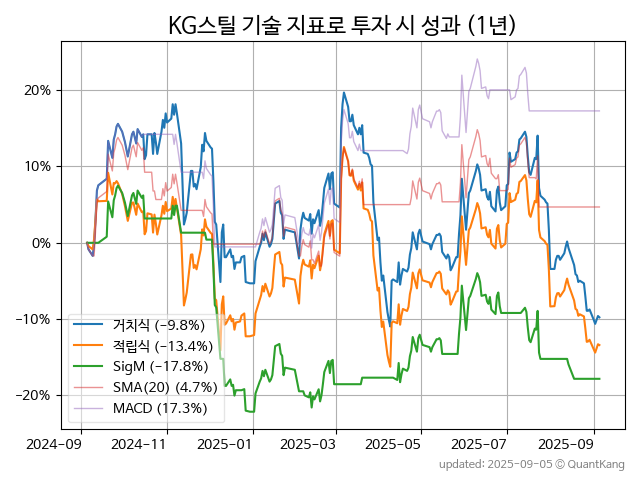 KG스틸 기술 지표로 투자 시 성과 (1년)
20%
10%
0%
−10%
−20%
거치식 (−9.8%)
적립식 (−13.4%)
SigM (−17.8%)
SMA(20) (4.7%)
MACD (17.3%)
2024-09 2024-11 2025-01 2025-03 2025-05 2025-07 2025-09
updated: 2025-09-05 © QuantKang